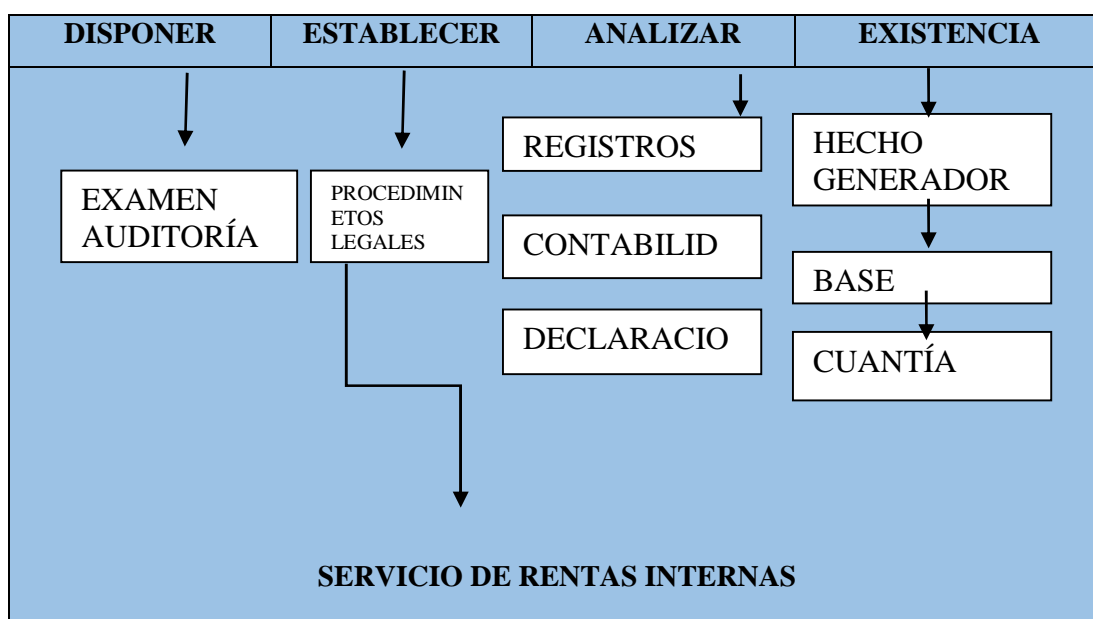 DISPONER
ESTABLECER
ANALIZAR
EXISTENCIA
EXAMEN
AUDITORÍA
PROCEDIMIN
ETOS
LEGALES
REGISTROS
CONTABILID
DECLARACIO
HECHO
GENERADOR
BASE
CUANTÍA
SERVICIO DE RENTAS INTERNAS